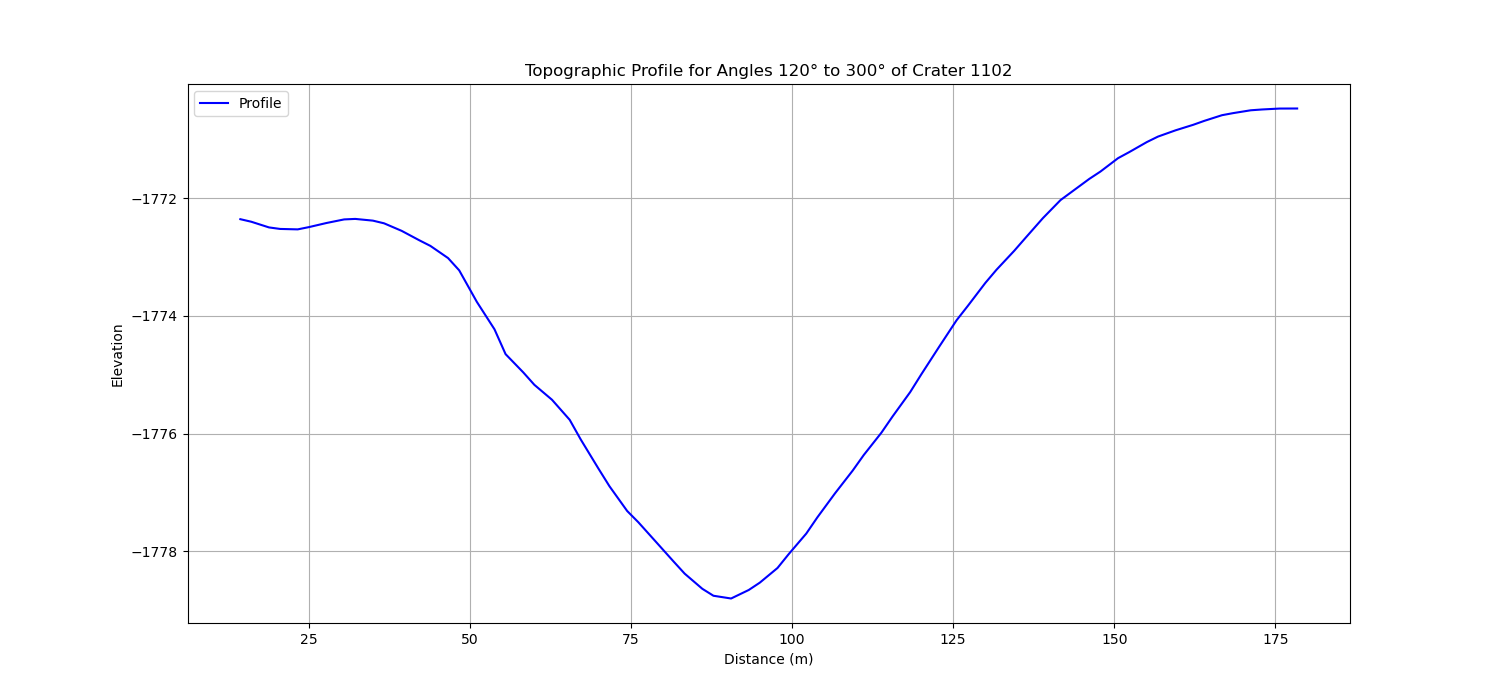 Topographic Profile for Angles 120° to 300° of Crater 1102
Profile
−1772
−1774
−1776
−1778
Elevation
25 50 75 100 125 150 175
Distance (m)